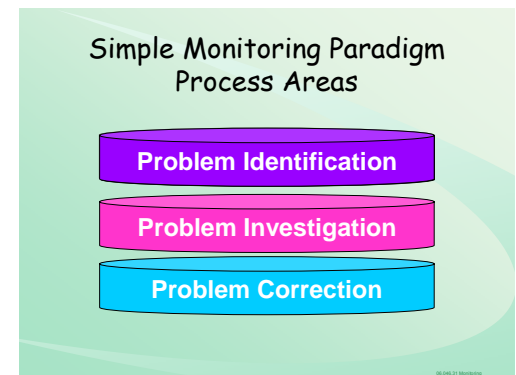 Simple Monitoring Paradigm
Process Areas
Problem Identification
Problem Investigation
Problem Correction